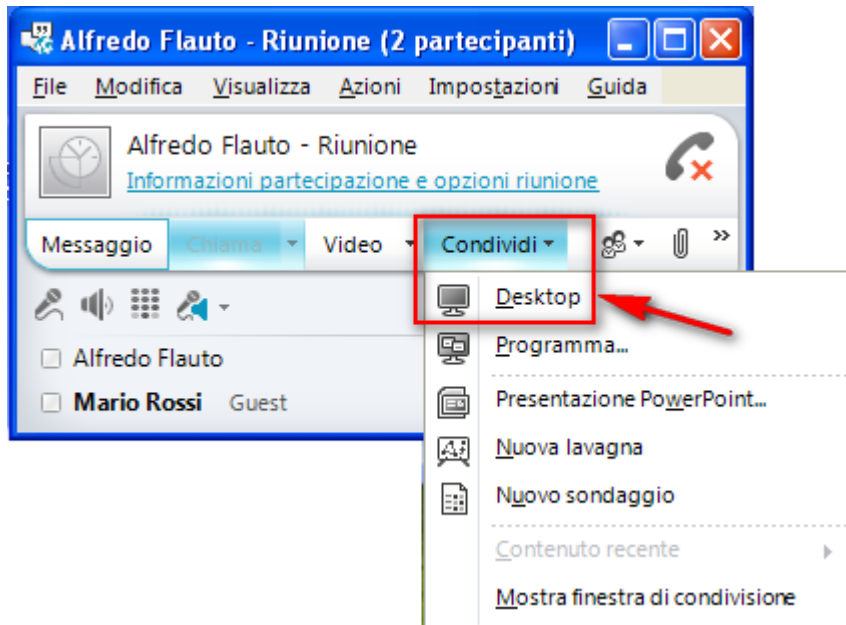 Alfredo Flauto - Riunione (2 partecipanti)
File Modifica Visualizza Azioni Impostazioni Guida
Alfredo Flauto - Riunione
Informazioni partecipazione e opzioni riunione
Messaggio Chiama Video Condividi
Desktop
Programma...
Alfredo Flauto
Mario Rossi Guest
Presentazione PowerPoint...
Nuova lavagna
Nuovo sondaggio
Contenuto recente
Mostra finestra di condivisione